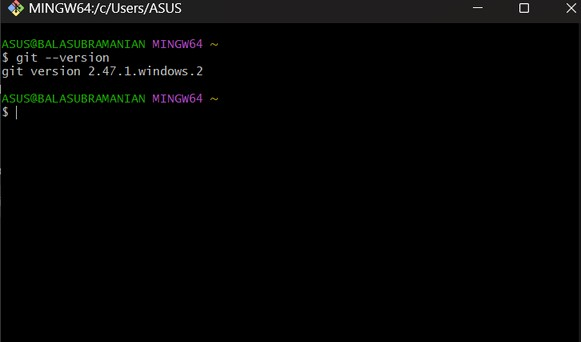 MINGW64:/c/Users/ASUS
ASUS@BALASUBRAMANIAN MINGW64 ~
$ git --version
git version 2.47.1.windows.2
ASUS@BALASUBRAMANIAN MINGW64 ~
$